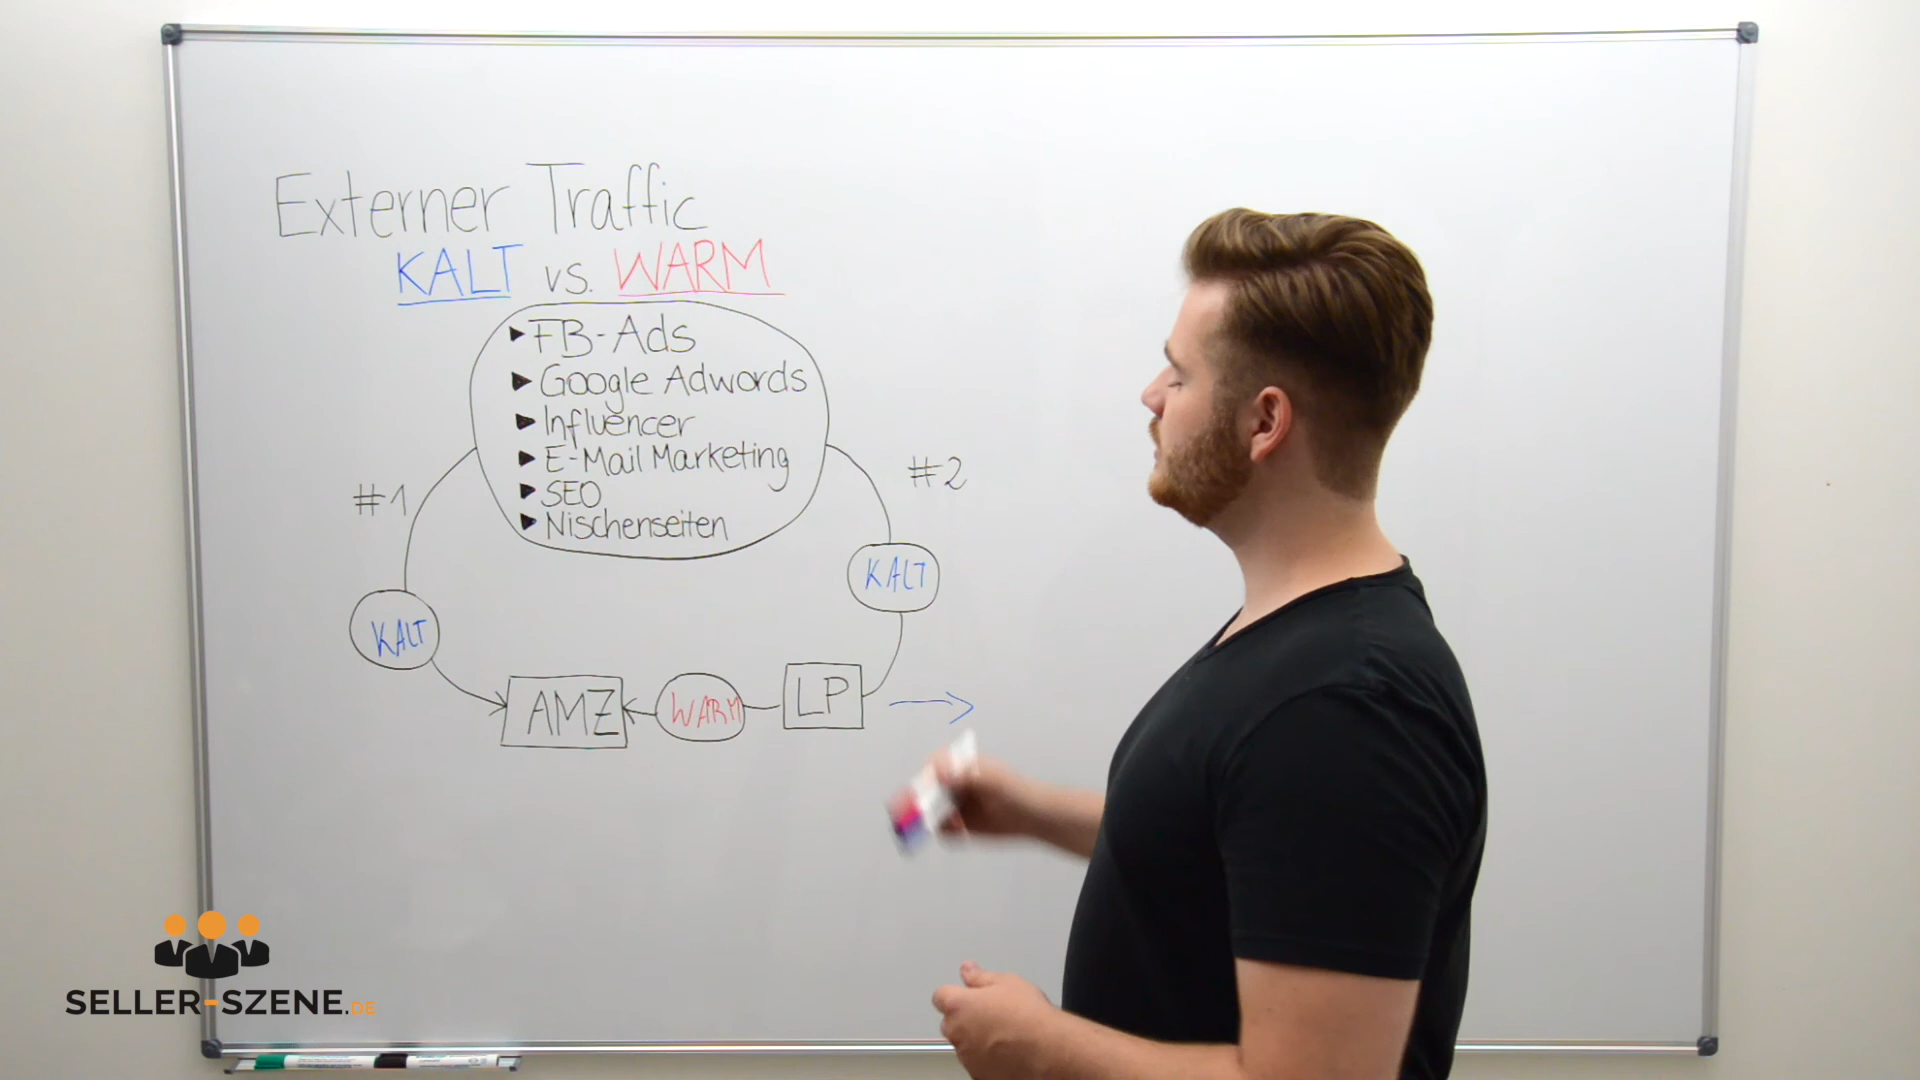 Externer Traffic
KALT vs. WARM
►FB-Ads
►Google Adwords
►Influencer
►E-Mail Marketing
►SEO
►Nischenseiten
#1
#2
KALT
KALT
AMZ
WARM
LP
SELLER-SZENE.DE